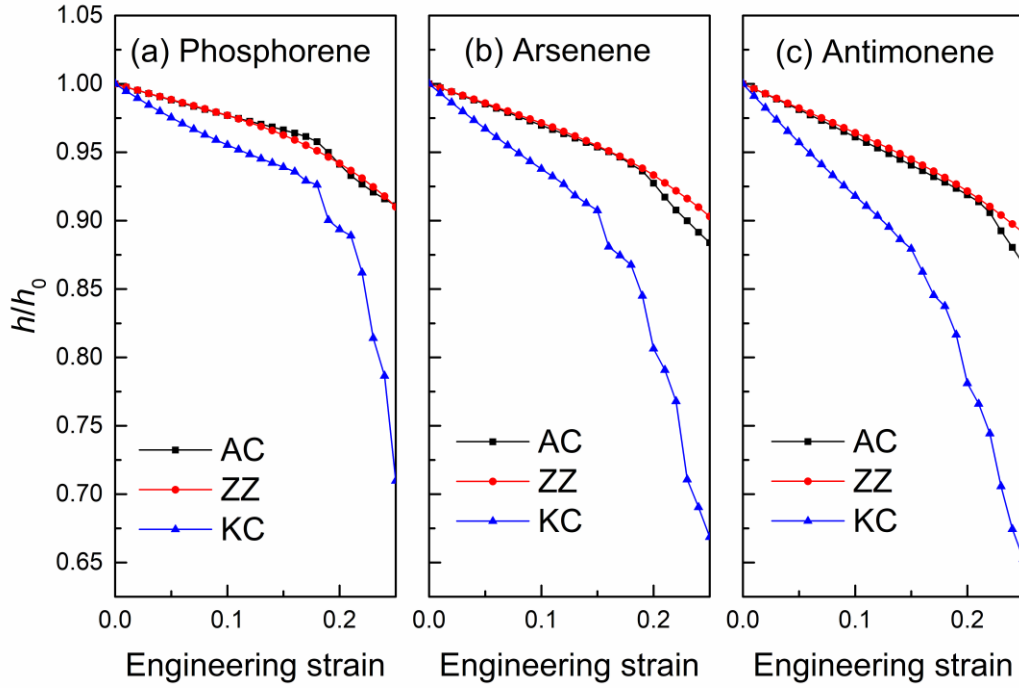 (a) Phosphorene
(b) Arsenene
(c) Antimonene
h/h0
1.05
1.00
0.95
0.90
0.85
0.80
0.75
0.70
0.65
AC
ZZ
KC
AC
ZZ
KC
AC
ZZ
KC
0.0 0.1 0.2
0.0 0.1 0.2
0.0 0.1 0.2
Engineering strain
Engineering strain
Engineering strain